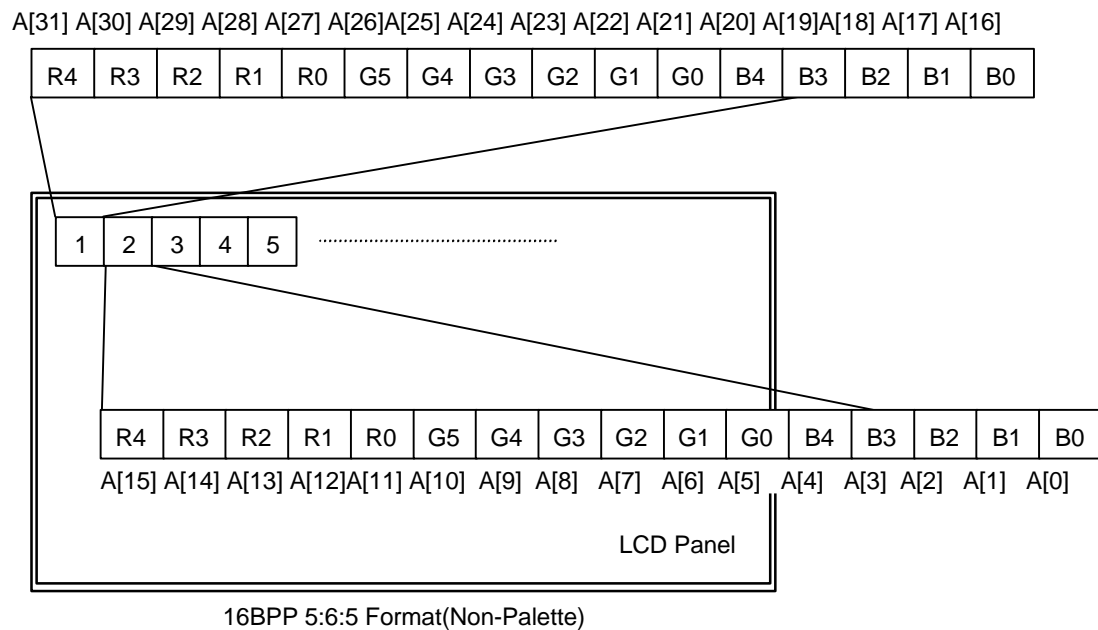 A[31] A[30] A[29] A[28] A[27] A[26]A[25] A[24] A[23] A[22] A[21] A[20] A[19]A[18] A[17] A[16]
R4 R3 R2 R1 R0 G5 G4 G3 G2 G1 G0 B4 B3 B2 B1 B0
1 2 3 4 5
R4 R3 R2 R1 R0 G5 G4 G3 G2 G1 G0 B4 B3 B2 B1 B0
A[15] A[14] A[13] A[12]A[11] A[10] A[9] A[8] A[7] A[6] A[5] A[4] A[3] A[2] A[1] A[0]
LCD Panel
16BPP 5:6:5 Format(Non-Palette)